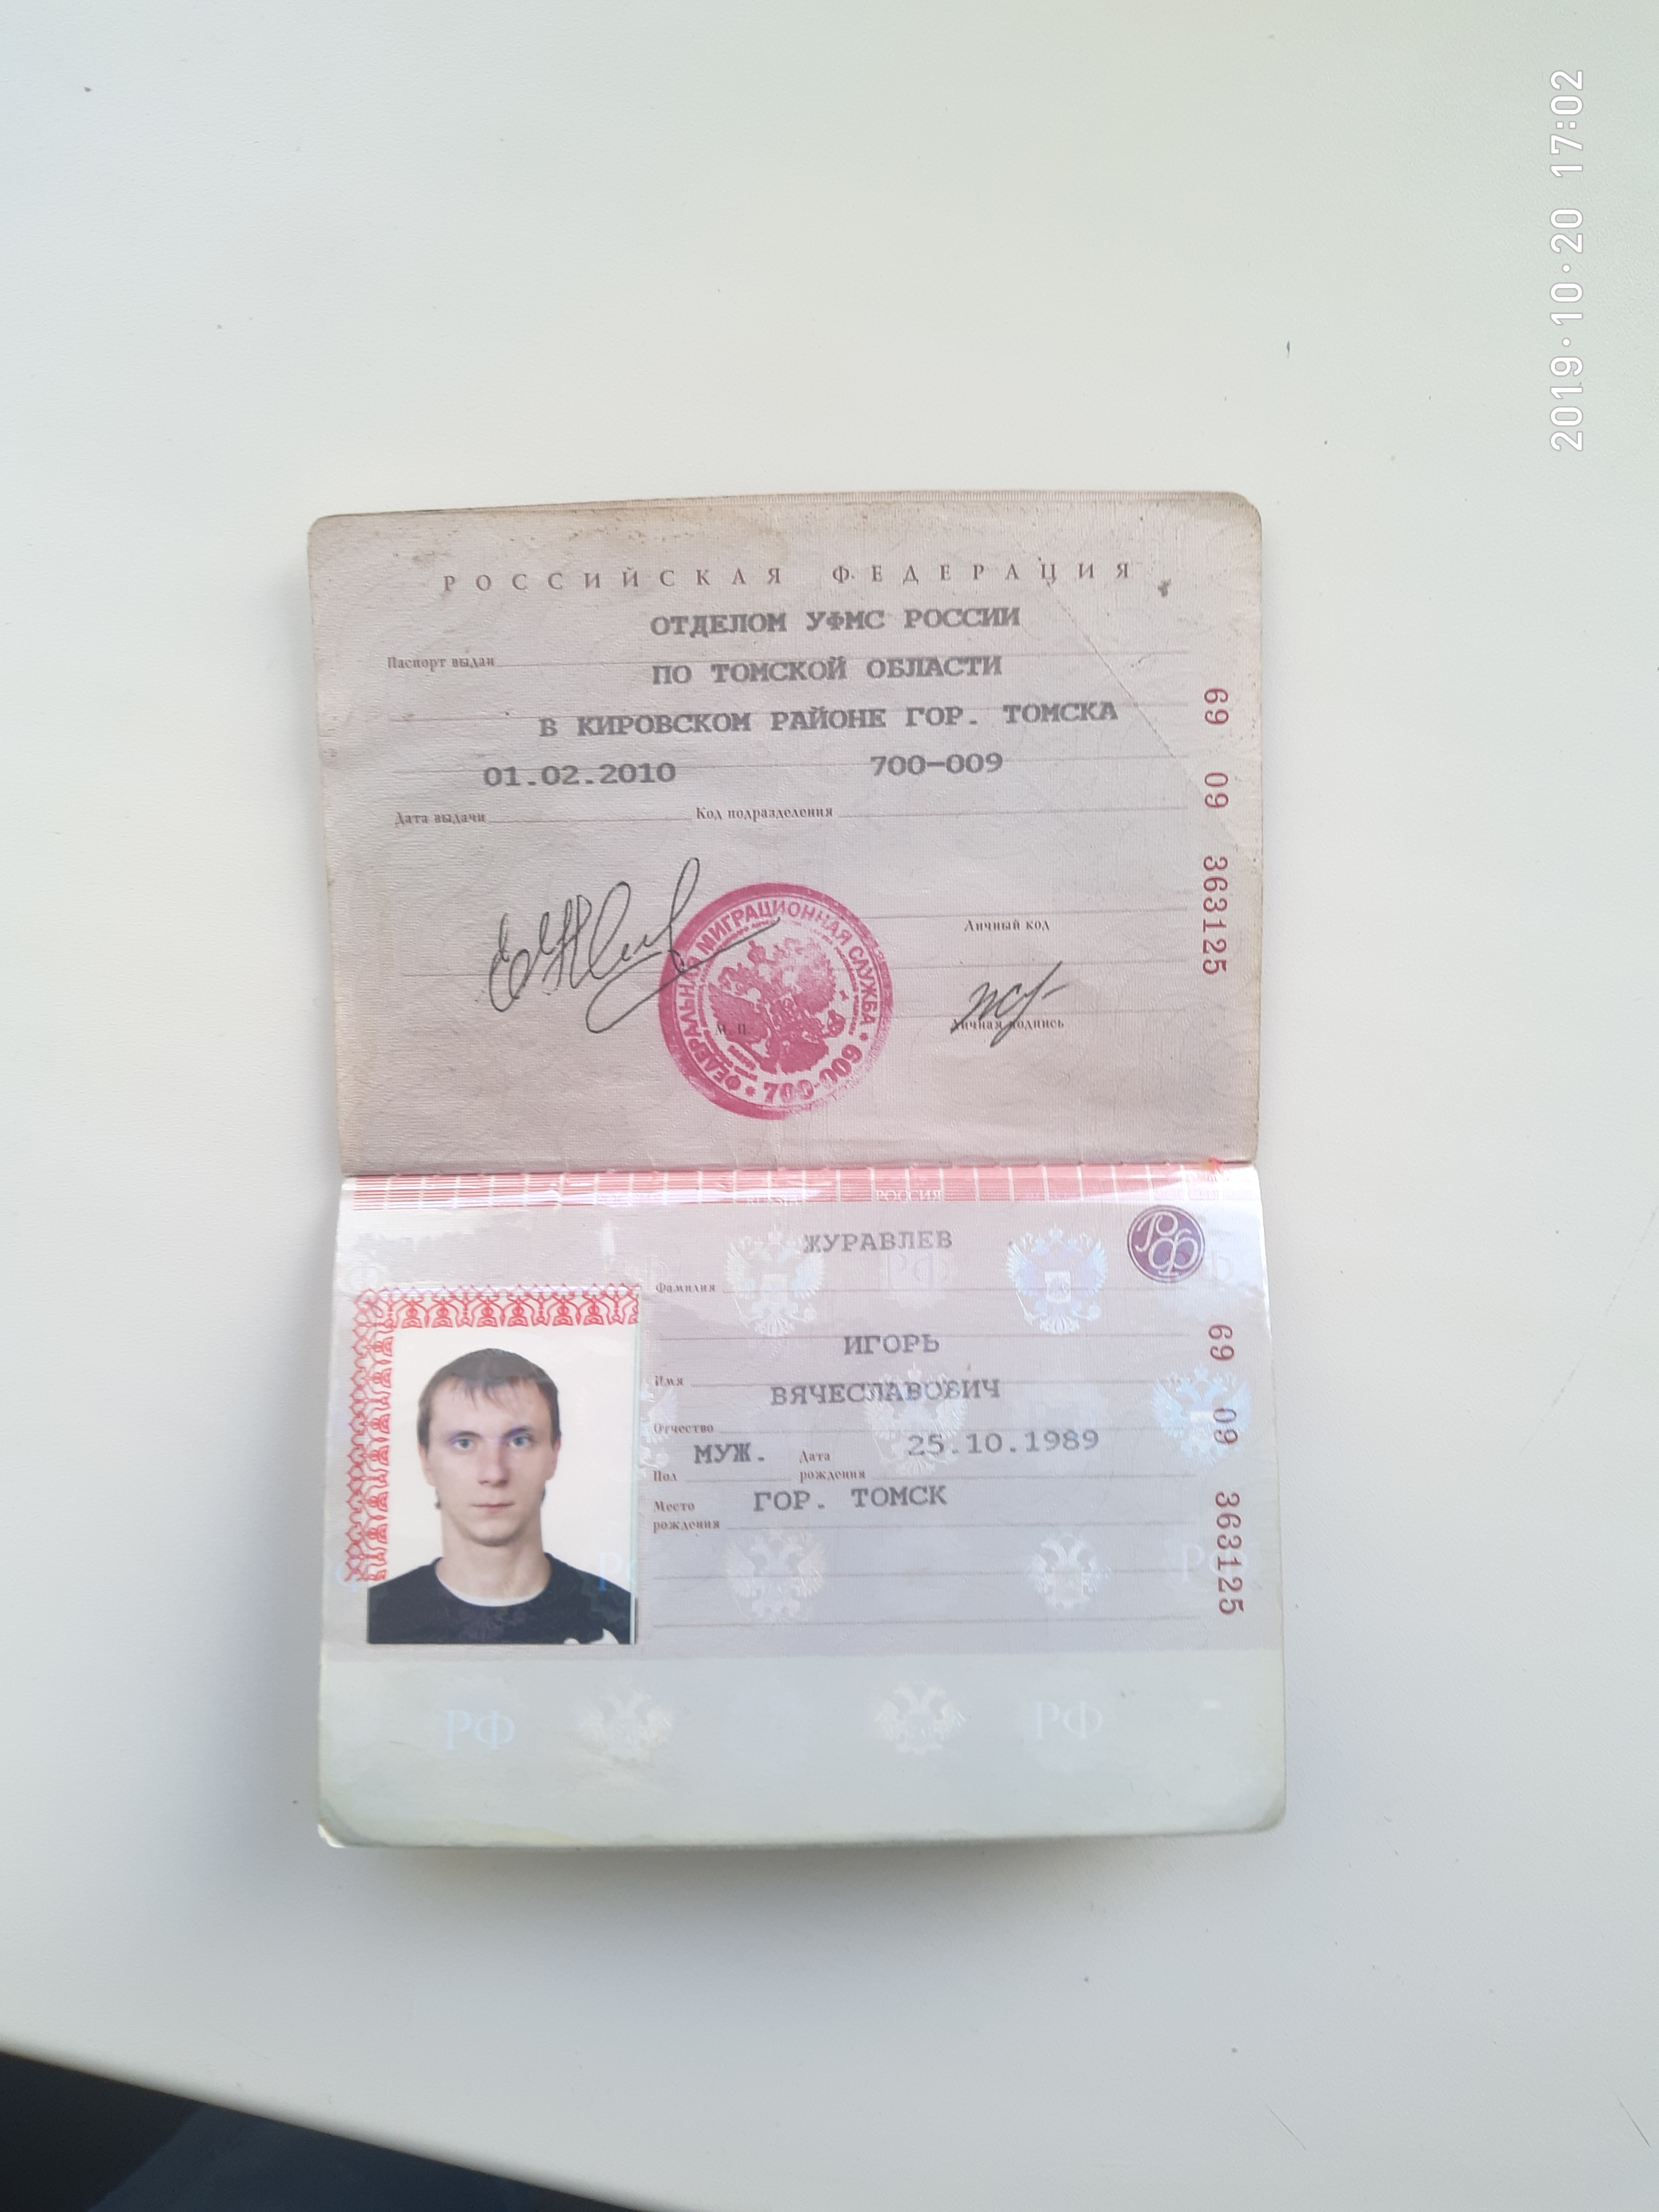 2019·10·20 17:02
РОССИЙСКАЯ ФЕДЕРАЦИЯ
ОТДЕЛОМ УФМС РОССИИ
Паспорт выдан
ПО ТОМСКОЙ ОБЛАСТИ
В КИРОВСКОМ РАЙОНЕ ГОР. ТОМСКА
01.02.2010 700-009
Дата выдачи Код подразделения
69 09 363125
Личный код
Личная подпись
М. П.
ФЕДЕРАЛЬНАЯ МИГРАЦИОННАЯ СЛУЖБА
700-009
РОССИЯ
ЖУРАВЛЕВ
РФ
Фамилия
ИГОРЬ
Имя
ВЯЧЕСЛАВОВИЧ
Отчество
МУЖ. Дата рождения 25.10.1989
Пол
Место рождения ГОР. ТОМСК
69 09 363125
РФ РФ